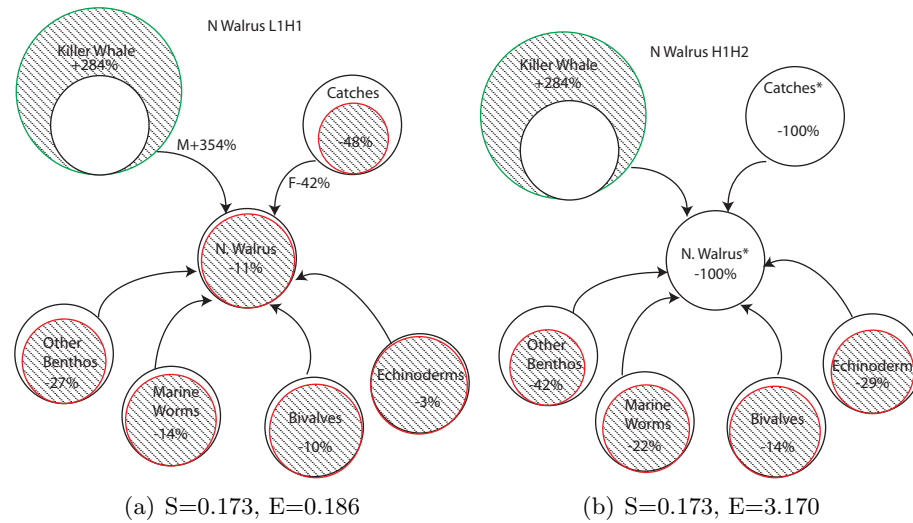 N Walrus L1H1
Killer Whale
+284%
Catches
-48%
M+354%
F-42%
N. Walrus
-11%
Other
Benthos
-27%
Marine
Worms
-14%
Bivalves
-10%
Echinoderms
-3%
(a) S=0.173, E=0.186
N Walrus H1H2
Killer Whale
+284%
Catches*
-100%
N. Walrus*
-100%
Other
Benthos
-42%
Marine
Worms
-22%
Bivalves
-14%
Echinoderms
-29%
(b) S=0.173, E=3.170